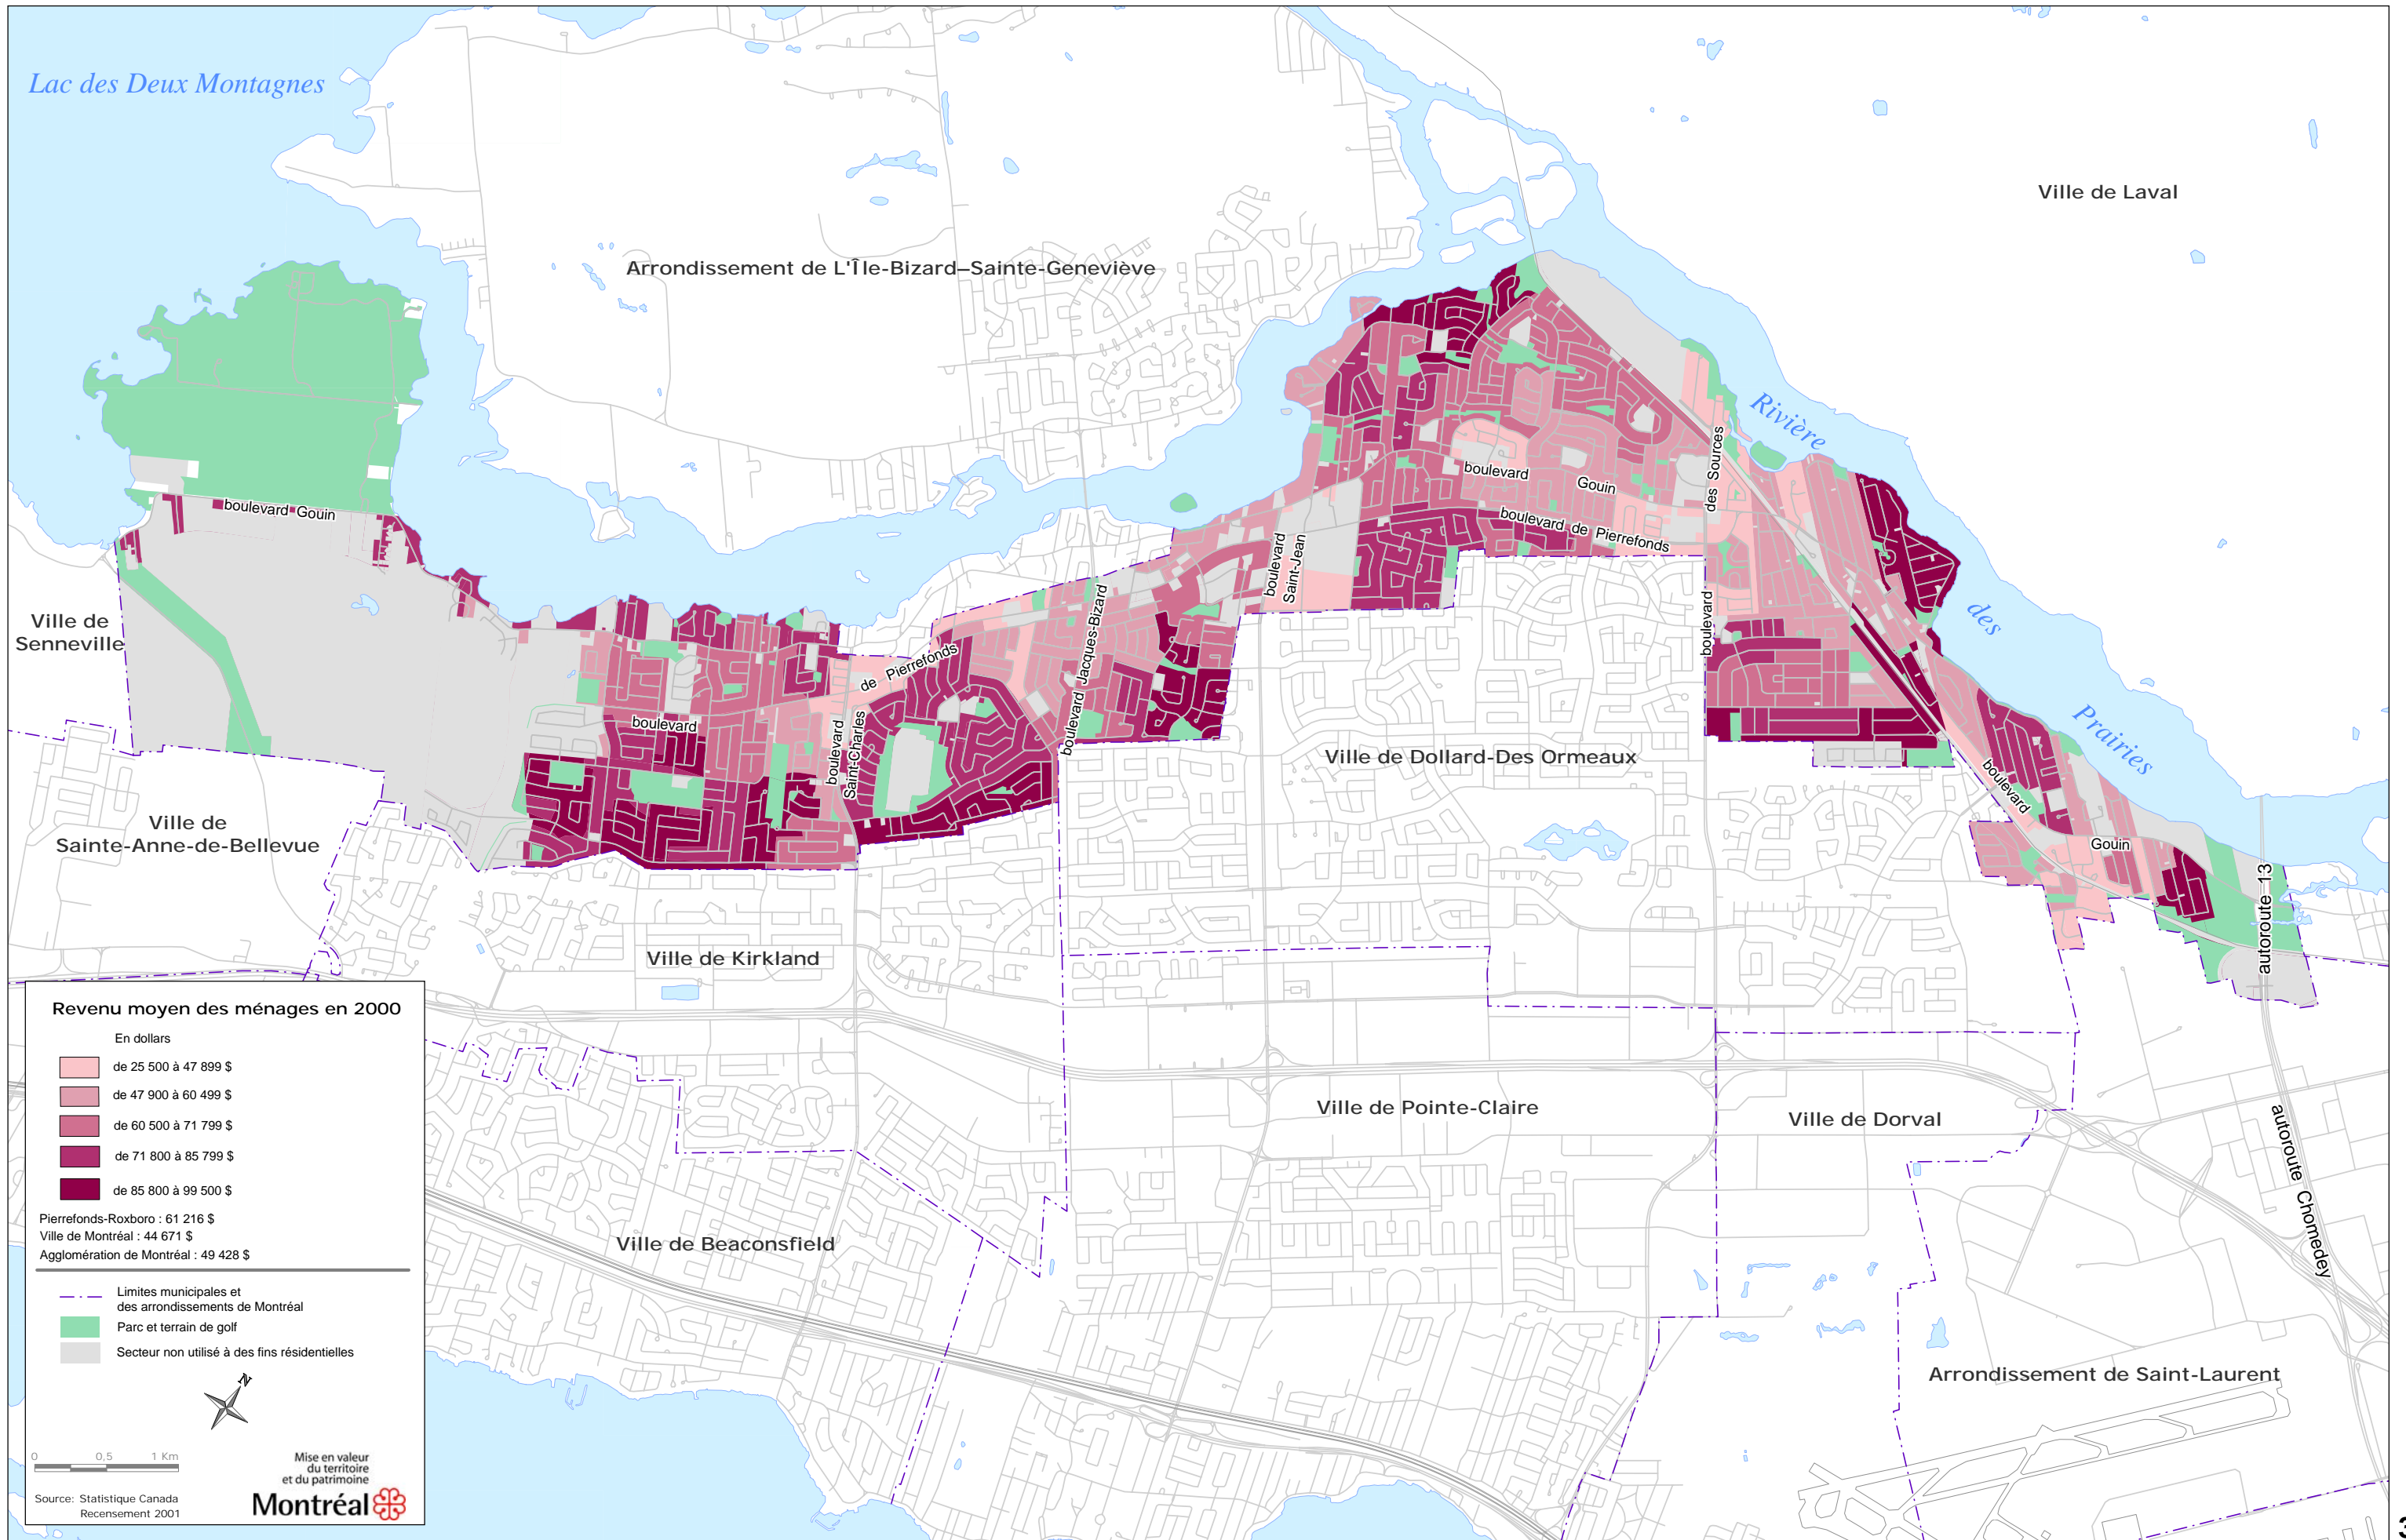 Lac des Deux Montagnes
Ville de Laval
Arrondissement de L'Île-Bizard–Sainte-Geneviève
Rivière
des
Prairies
boulevard Gouin
boulevard
Gouin
des Sources
boulevard
boulevard de Pierrefonds
boulevard
Saint-Jean
boulevard Jacques-Bizard
de Pierrefonds
boulevard
boulevard
Saint-Charles
boulevard
Gouin
autoroute 13
autoroute Chomedey
Ville de
Senneville
Ville de
Sainte-Anne-de-Bellevue
Ville de Dollard-Des Ormeaux
Ville de Kirkland
Ville de Pointe-Claire
Ville de Dorval
Ville de Beaconsfield
Arrondissement de Saint-Laurent
Revenu moyen des ménages en 2000
En dollars
de 25 500 à 47 899 $
de 47 900 à 60 499 $
de 60 500 à 71 799 $
de 71 800 à 85 799 $
de 85 800 à 99 500 $
Pierrefonds-Roxboro : 61 216 $
Ville de Montréal : 44 671 $
Agglomération de Montréal : 49 428 $
Limites municipales et
des arrondissements de Montréal
Parc et terrain de golf
Secteur non utilisé à des fins résidentielles
N
0 0,5 1 Km
Mise en valeur
du territoire
et du patrimoine
Montréal
Source: Statistique Canada
Recensement 2001